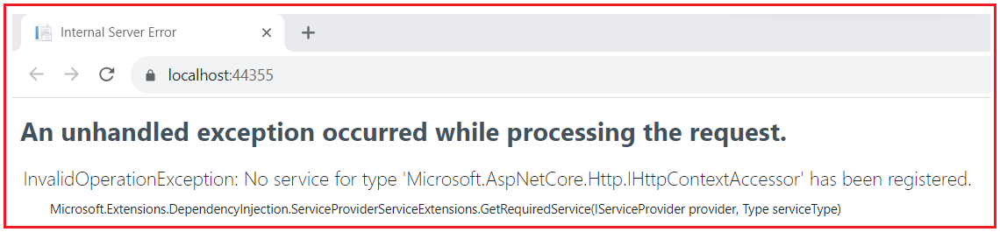 Internal Server Error
localhost:44355
An unhandled exception occurred while processing the request.
InvalidOperationException: No service for type 'Microsoft.AspNetCore.Http.IHttpContextAccessor' has been registered.
Microsoft.Extensions.DependencyInjection.ServiceProviderServiceExtensions.GetRequiredService(IServiceProvider provider, Type serviceType)